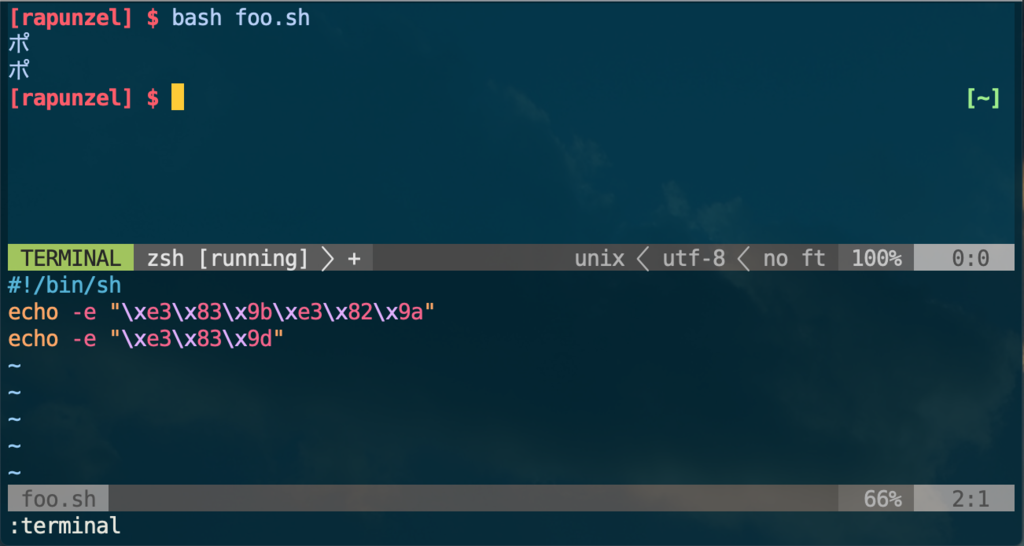 [rapunzel] $ bash foo.sh
ポ
ポ
[rapunzel] $ [~]
TERMINAL zsh [running] 〉 + unix 〈 utf-8 〈 no ft 100% 0:0
#!/bin/sh
echo -e "\xe3\x83\x9b\xe3\x82\x9a"
echo -e "\xe3\x83\x9d"
~
~
~
~
~
foo.sh 66% 2:1
:terminal